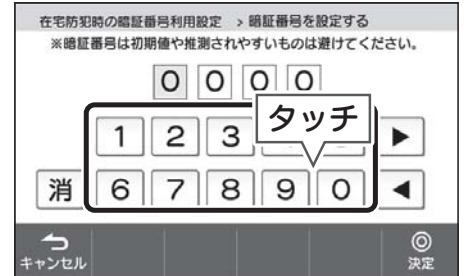 在宅防犯時の暗証番号利用設定 > 暗証番号を設定する
※暗証番号は初期値や推測されやすいものは避けてください。
0 0 0 0
タッチ
1 2 3 ▶
消 6 7 8 9 0 ◀
キャンセル 決定